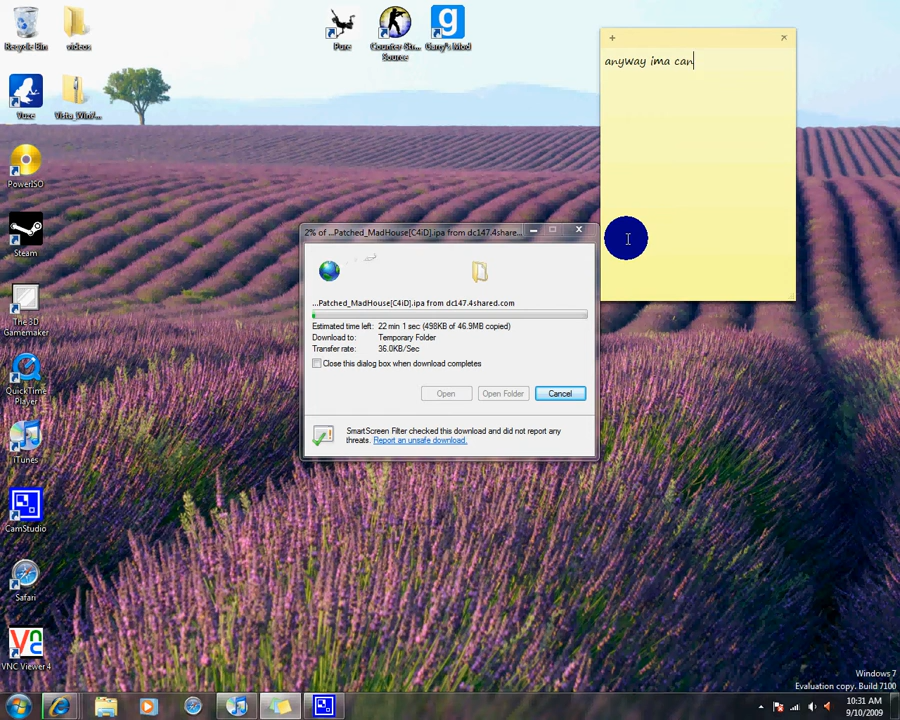 Recycle Bin
videos
Pure
Counter-Str...
Source
Garry's Mod
Vuze
Vista_Win7...
PowerISO
Steam
The 3D
Gamemaker
QuickTime
Player
iTunes
CamStudio
Safari
VNC Viewer 4
+
anyway ima can
2% of ...Patched_MadHouse[C4iD].ipa from dc147.4share...
...Patched_MadHouse[C4iD].ipa from dc147.4shared.com
Estimated time left: 22 min 1 sec (498KB of 46.9MB copied)
Download to: Temporary Folder
Transfer rate: 36.0KB/Sec
Close this dialog box when download completes
Open
Open Folder
Cancel
SmartScreen Filter checked this download and did not report any
threats. Report an unsafe download.
Windows 7
Evaluation copy. Build 7100
10:31 AM
9/10/2009